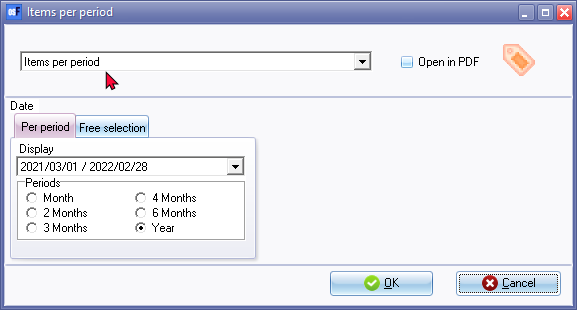 Items per period
Items per period
Open in PDF
Date
Per period Free selection
Display
2021/03/01 / 2022/02/28
Periods
Month 4 Months
2 Months 6 Months
3 Months Year
OK Cancel